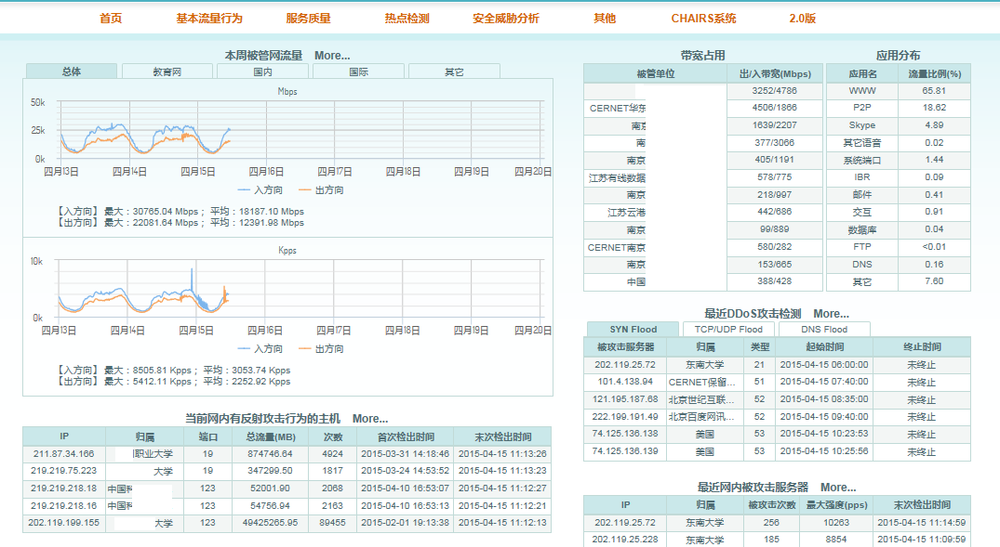 首页 基本流量行为 服务质量 热点检测 安全威胁分析 其他 CHAIRS系统 2.0版
本周被管网流量 More...
总体 教育网 国内 国际 其它
Mbps
50k
25k
0k
四月13日 四月14日 四月15日 四月16日 四月17日 四月18日 四月19日 四月20日
入方向 出方向
【入方向】 最大：30765.04 Mbps； 平均：18187.10 Mbps
【出方向】 最大：22081.64 Mbps； 平均：12391.98 Mbps
Kpps
10k
0k
四月13日 四月14日 四月15日 四月16日 四月17日 四月18日 四月19日 四月20日
入方向 出方向
【入方向】 最大：8505.81 Kpps； 平均：3053.74 Kpps
【出方向】 最大：5412.11 Kpps； 平均：2252.92 Kpps
当前网内有反射攻击行为的主机 More...
IP 归属 端口 总流量(MB) 次数 首次检出时间 末次检出时间
211.87.34.166 职业大学 19 874746.64 4924 2015-03-31 14:18:46 2015-04-15 11:13:26
219.219.75.223 大学 19 347299.50 1817 2015-03-24 14:53:52 2015-04-15 11:13:23
219.219.218.18 中国科 123 52001.90 2068 2015-04-10 16:53:07 2015-04-15 11:12:27
219.219.218.16 中国科 123 54756.94 2163 2015-04-10 16:53:13 2015-04-15 11:12:21
202.119.199.155 大学 123 49425265.95 89455 2015-02-01 19:13:38 2015-04-15 11:12:13
带宽占用
被管单位 出/入带宽(Mbps)
3252/4786
CERNET华东 4506/1866
南京 1639/2207
南 377/3066
南京 405/1191
江苏有线数据 578/775
南京 218/997
江苏云港 442/686
南京 99/889
CERNET南京 580/282
南京 153/665
中国 388/428
应用分布
应用名 流量比例(%)
WWW 65.81
P2P 18.62
Skype 4.89
其它语音 0.02
系统端口 1.44
IBR 0.09
邮件 0.41
交互 0.91
数据库 0.04
FTP <0.01
DNS 0.16
其它 7.60
最近DDoS攻击检测 More...
SYN Flood TCP/UDP Flood DNS Flood
被攻击服务器 归属 类型 起始时间 终止时间
202.119.25.72 东南大学 21 2015-04-15 06:00:00 未终止
101.4.138.94 CERNET保留... 51 2015-04-15 07:40:00 未终止
121.195.187.68 北京世纪互联... 52 2015-04-15 08:35:00 未终止
222.199.191.49 北京百度网讯... 52 2015-04-15 09:40:00 未终止
74.125.136.138 美国 53 2015-04-15 10:23:53 未终止
74.125.136.139 美国 53 2015-04-15 10:25:56 未终止
最近网内被攻击服务器 More...
IP 归属 被攻击次数 最大强度(pps) 末次检出时间
202.119.25.72 东南大学 256 10263 2015-04-15 11:14:59
202.119.25.228 东南大学 185 8854 2015-04-15 11:09:59